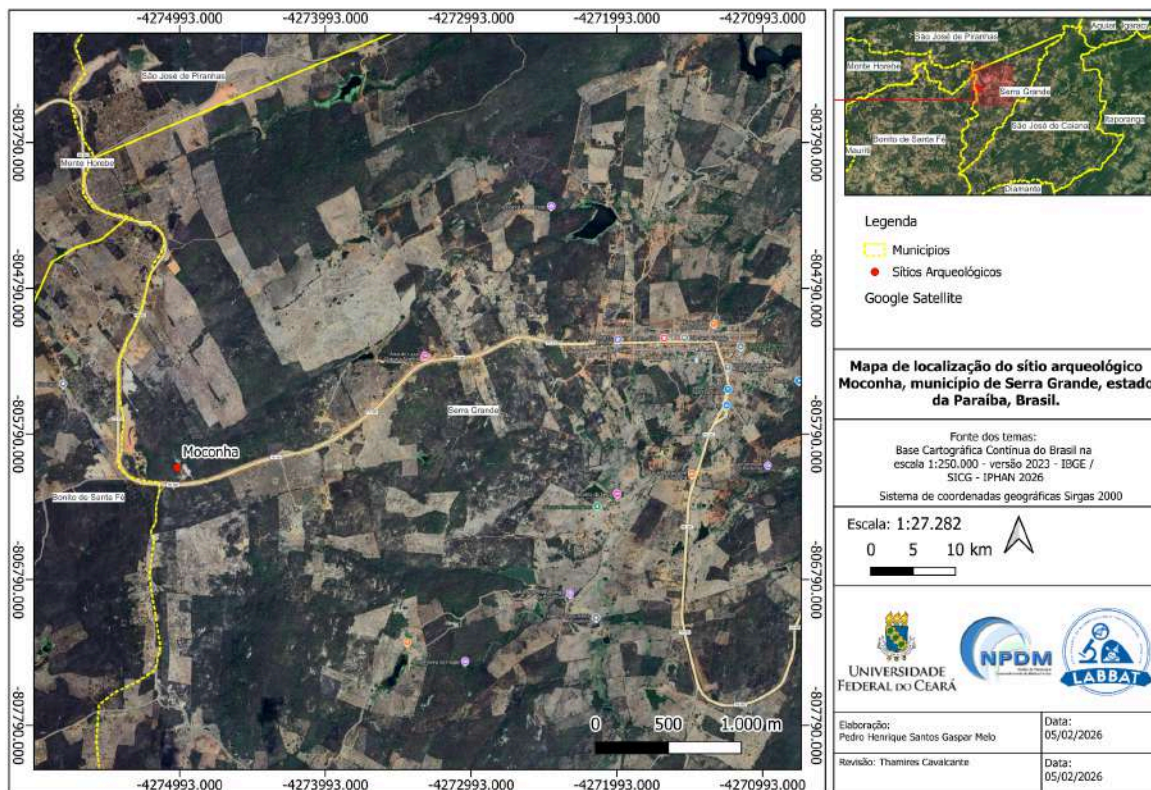 -4274993.000
-4273993.000
-4272993.000
-4271993.000
-4270993.000
São José de Piranhas
Monte Horebe
-803790.000
-803790.000
-804790.000
-804790.000
Serra Grande
-805790.000
-805790.000
Moconha
Bonito de Santa Fé
-806790.000
-806790.000
-807790.000
-807790.000
0 500 1.000 m
-4274993.000
-4273993.000
-4272993.000
-4271993.000
-4270993.000
Aguiar
Igaracy
São José de Piranhas
Monte Horebe
Serra Grande
São José de Caiana
Itaporanga
Bonito de Santa Fé
Mauriti
Diamante
Legenda
Municípios
Sítios Arqueológicos
Google Satellite
Mapa de localização do sítio arqueológico
Moconha, município de Serra Grande, estado
da Paraíba, Brasil.
Fonte dos temas:
Base Cartográfica Contínua do Brasil na
escala 1:250.000 - versão 2023 - IBGE /
SICG - IPHAN 2026
Sistema de coordenadas geográficas Sirgas 2000
Escala: 1:27.282
0 5 10 km
UNIVERSIDADE
FEDERAL DO CEARÁ
NPDM
LABBAT
Elaboração:
Pedro Henrique Santos Gaspar Melo
Data:
05/02/2026
Revisão: Thamires Cavalcante
Data:
05/02/2026